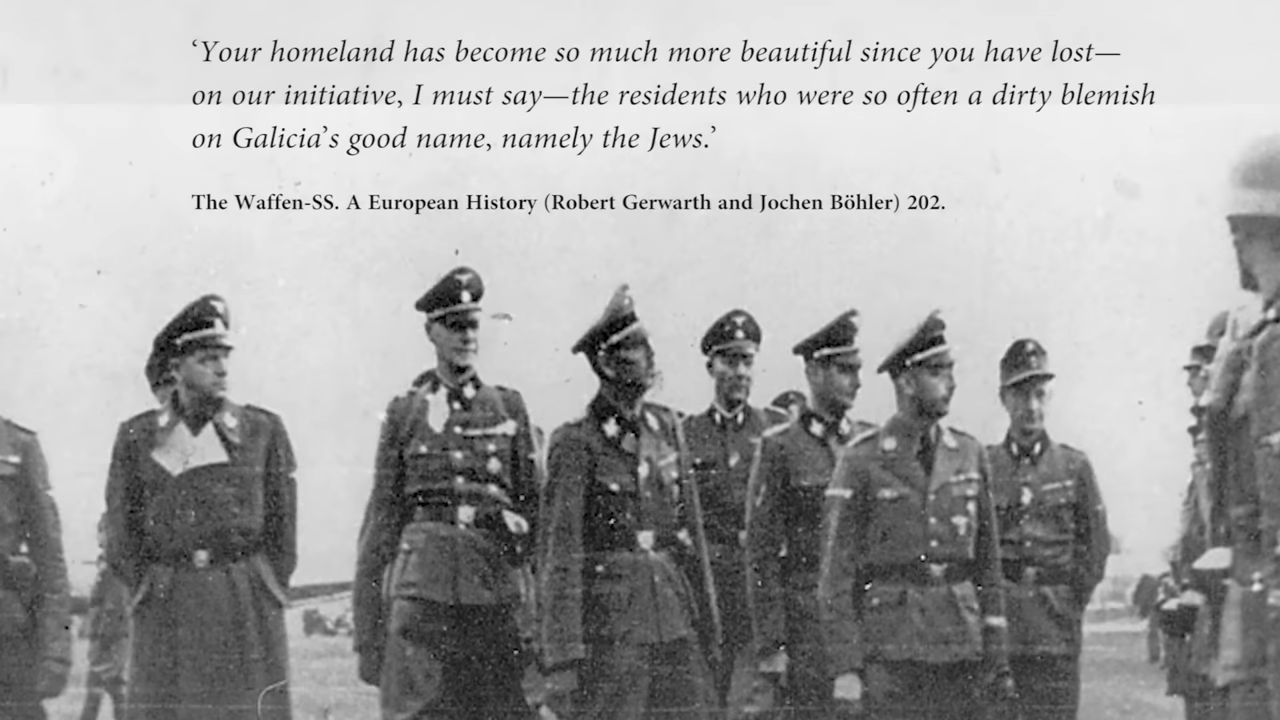 ‘Your homeland has become so much more beautiful since you have lost—
on our initiative, I must say—the residents who were so often a dirty blemish
on Galicia’s good name, namely the Jews.’
The Waffen-SS. A European History (Robert Gerwarth and Jochen Böhler) 202.